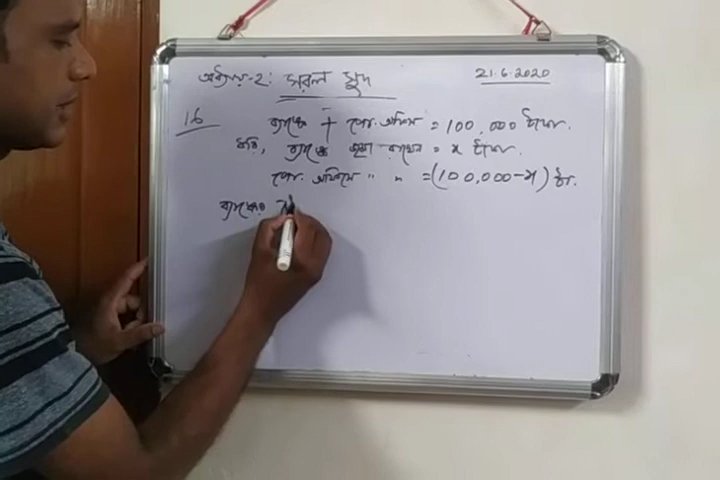 অধ্যায়-২: সরল সুদ 21.6.2020
16 ব্যাঙ্কে + পো. অফিসে = 100,000 টাকা.
ধরি, ব্যাঙ্কে জমা রাখেন = x টাকা.
পো. অফিসে " " = (100,000-x) টা.
ব্যাঙ্কের